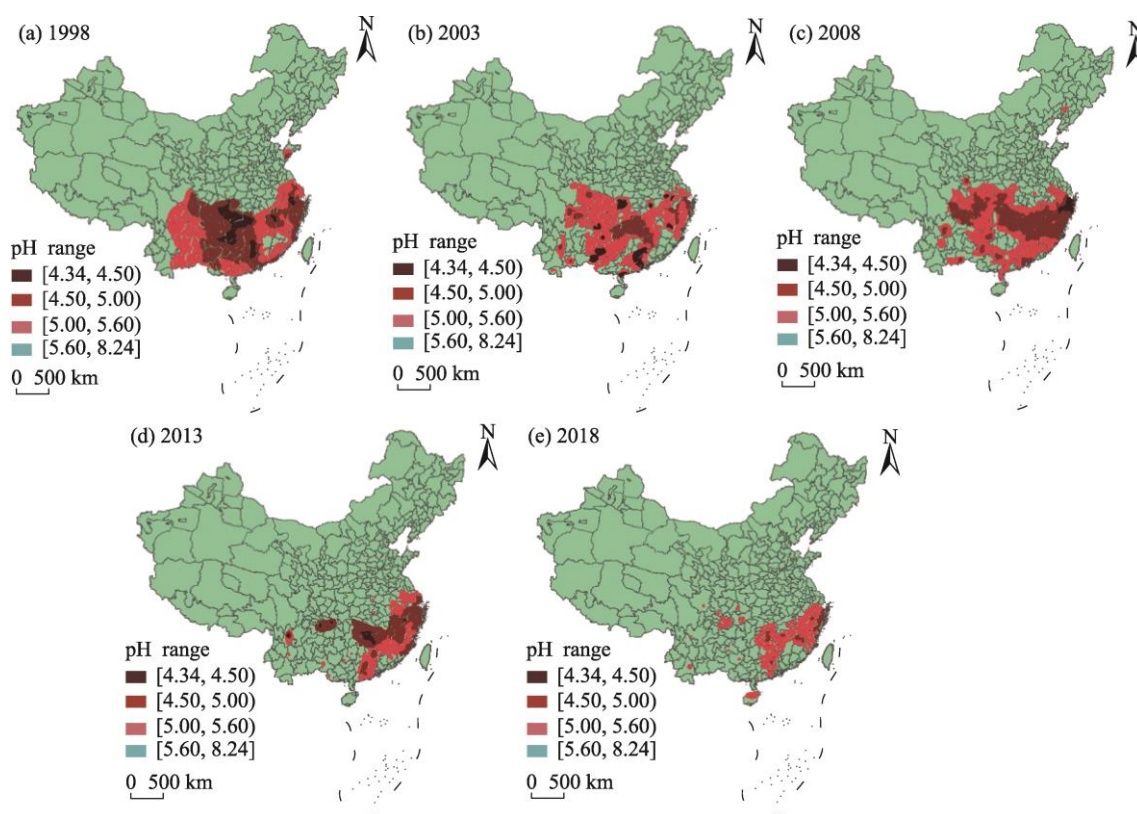 (a) 1998
N
pH range
[4.34, 4.50)
[4.50, 5.00)
[5.00, 5.60)
[5.60, 8.24]
0 500 km
(b) 2003
N
pH range
[4.34, 4.50)
[4.50, 5.00)
[5.00, 5.60)
[5.60, 8.24]
0 500 km
(c) 2008
N
pH range
[4.34, 4.50)
[4.50, 5.00)
[5.00, 5.60)
[5.60, 8.24]
0 500 km
(d) 2013
N
pH range
[4.34, 4.50)
[4.50, 5.00)
[5.00, 5.60)
[5.60, 8.24]
0 500 km
(e) 2018
N
pH range
[4.34, 4.50)
[4.50, 5.00)
[5.00, 5.60)
[5.60, 8.24]
0 500 km